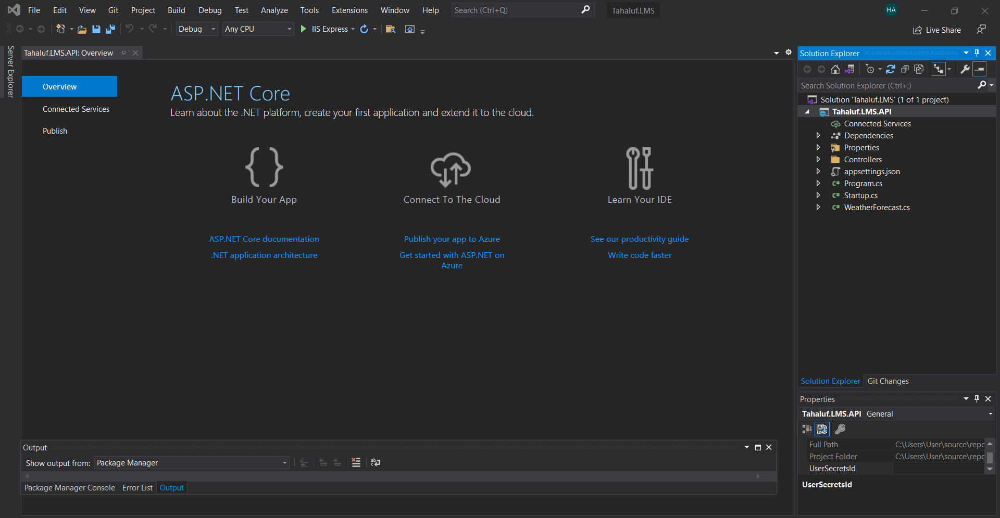 File Edit View Git Project Build Debug Test Analyze Tools Extensions Window Help Search (Ctrl+Q) Tahaluf.LMS HA
Debug Any CPU IIS Express Live Share
Server Explorer
Tahaluf.LMS.API: Overview
Overview
Connected Services
Publish
ASP.NET Core
Learn about the .NET platform, create your first application and extend it to the cloud.
Build Your App
ASP.NET Core documentation
.NET application architecture
Connect To The Cloud
Publish your app to Azure
Get started with ASP.NET on
Azure
Learn Your IDE
See our productivity guide
Write code faster
Output
Show output from: Package Manager
Package Manager Console Error List Output
Solution Explorer
Search Solution Explorer (Ctrl+;)
Solution 'Tahaluf.LMS' (1 of 1 project)
Tahaluf.LMS.API
Connected Services
Dependencies
Properties
Controllers
appsettings.json
C# Program.cs
C# Startup.cs
C# WeatherForecast.cs
Solution Explorer Git Changes
Properties
Tahaluf.LMS.API General
Full Path C:\Users\User\source\repo
Project Folder C:\Users\User\source\repo
UserSecretsId
UserSecretsId